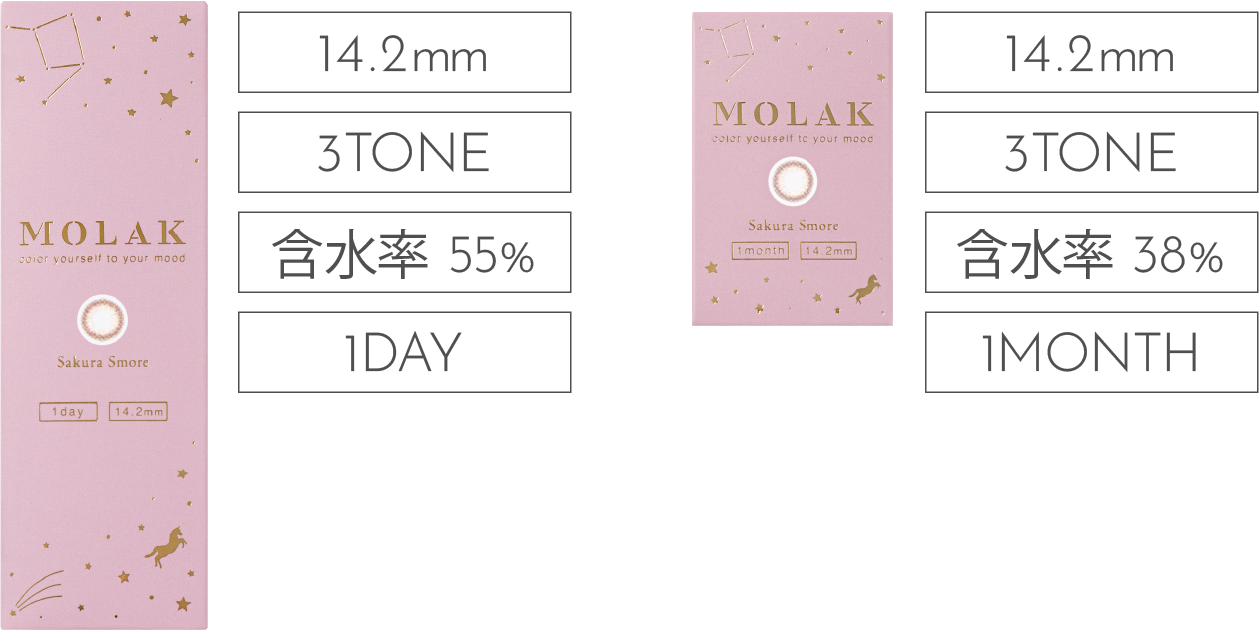 MOLAK
color yourself to your mood
Sakura Smore
1day
14.2mm
14.2mm
3TONE
含水率 55%
1DAY
MOLAK
color yourself to your mood
Sakura Smore
1month
14.2mm
14.2mm
3TONE
含水率 38%
1MONTH